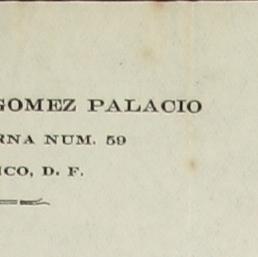 GOMEZ PALACIO
RNA NUM. 59
ICO, D. F.